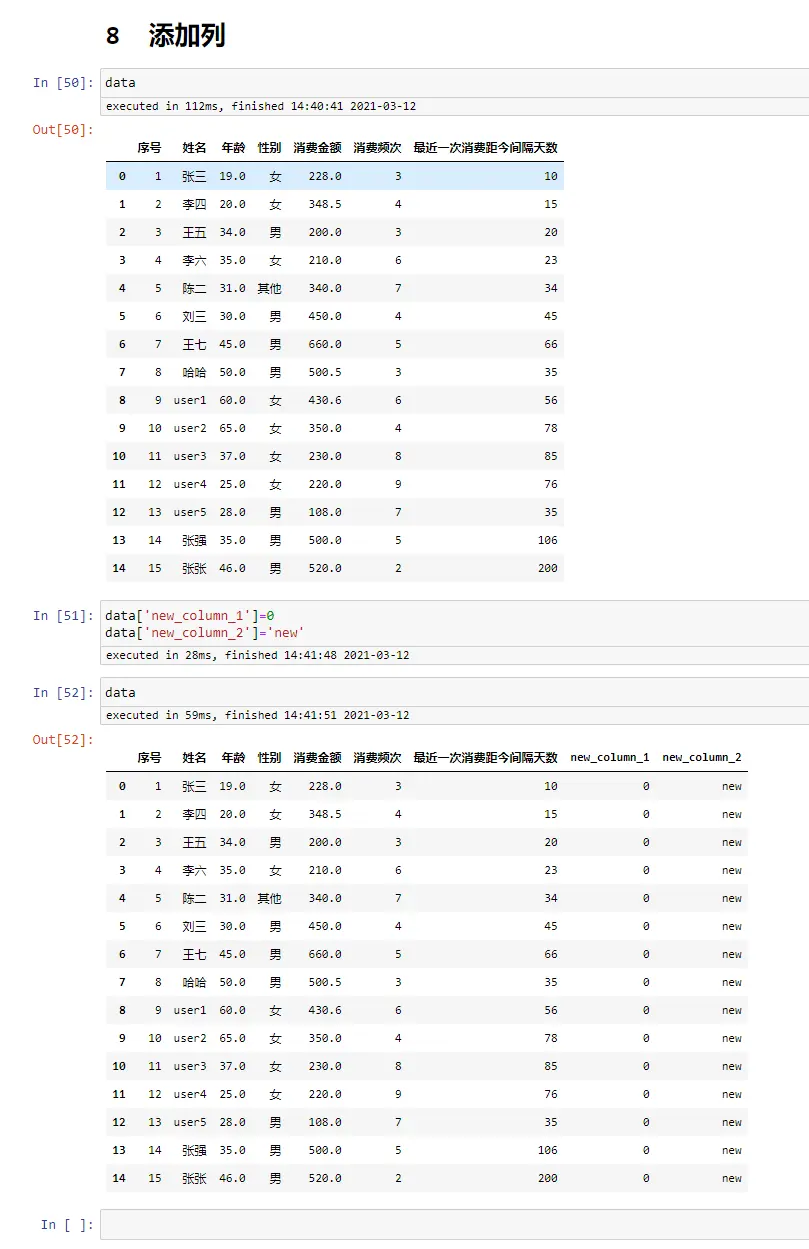 8 添加列
In [50]: data
executed in 112ms, finished 14:40:41 2021-03-12
Out[50]:
序号 姓名 年龄 性别 消费金额 消费频次 最近一次消费距今间隔天数
0 1 张三 19.0 女 228.0 3 10
1 2 李四 20.0 女 348.5 4 15
2 3 王五 34.0 男 200.0 3 20
3 4 李六 35.0 女 210.0 6 23
4 5 陈二 31.0 其他 340.0 7 34
5 6 刘三 30.0 男 450.0 4 45
6 7 王七 45.0 男 660.0 5 66
7 8 哈哈 50.0 男 500.5 3 35
8 9 user1 60.0 女 430.6 6 56
9 10 user2 65.0 女 350.0 4 78
10 11 user3 37.0 女 230.0 8 85
11 12 user4 25.0 女 220.0 9 76
12 13 user5 28.0 男 108.0 7 35
13 14 张强 35.0 男 500.0 5 106
14 15 张张 46.0 男 520.0 2 200
In [51]: data['new_column_1']=0
data['new_column_2']='new'
executed in 28ms, finished 14:41:48 2021-03-12
In [52]: data
executed in 59ms, finished 14:41:51 2021-03-12
Out[52]:
序号 姓名 年龄 性别 消费金额 消费频次 最近一次消费距今间隔天数 new_column_1 new_column_2
0 1 张三 19.0 女 228.0 3 10 0 new
1 2 李四 20.0 女 348.5 4 15 0 new
2 3 王五 34.0 男 200.0 3 20 0 new
3 4 李六 35.0 女 210.0 6 23 0 new
4 5 陈二 31.0 其他 340.0 7 34 0 new
5 6 刘三 30.0 男 450.0 4 45 0 new
6 7 王七 45.0 男 660.0 5 66 0 new
7 8 哈哈 50.0 男 500.5 3 35 0 new
8 9 user1 60.0 女 430.6 6 56 0 new
9 10 user2 65.0 女 350.0 4 78 0 new
10 11 user3 37.0 女 230.0 8 85 0 new
11 12 user4 25.0 女 220.0 9 76 0 new
12 13 user5 28.0 男 108.0 7 35 0 new
13 14 张强 35.0 男 500.0 5 106 0 new
14 15 张张 46.0 男 520.0 2 200 0 new
In [ ]: